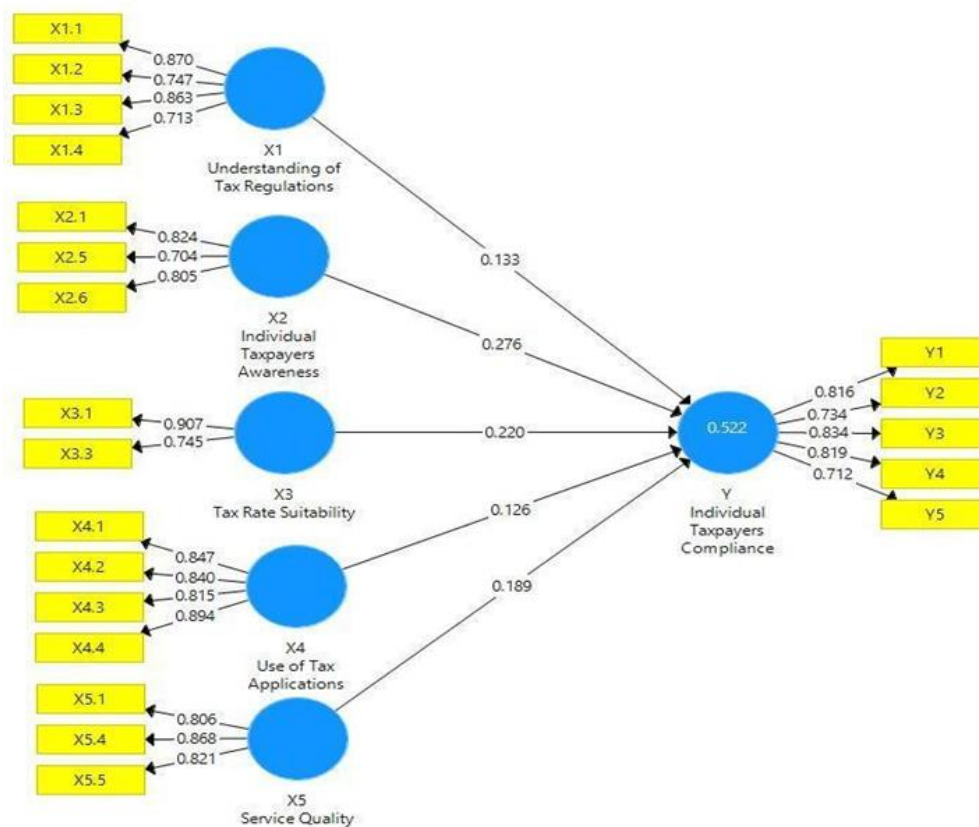 X1.1
X1.2
X1.3
X1.4
0.870
0.747
0.863
0.713
X1
Understanding of
Tax Regulations
X2.1
X2.5
X2.6
0.824
0.704
0.805
X2
Individual
Taxpayers
Awareness
X3.1
X3.3
0.907
0.745
X3
Tax Rate Suitability
X4.1
X4.2
X4.3
X4.4
0.847
0.840
0.815
0.894
X4
Use of Tax
Applications
X5.1
X5.4
X5.5
0.806
0.868
0.821
X5
Service Quality
0.133
0.276
0.220
0.126
0.189
0.522
Y
Individual
Taxpayers
Compliance
0.816
0.734
0.834
0.819
0.712
Y1
Y2
Y3
Y4
Y5